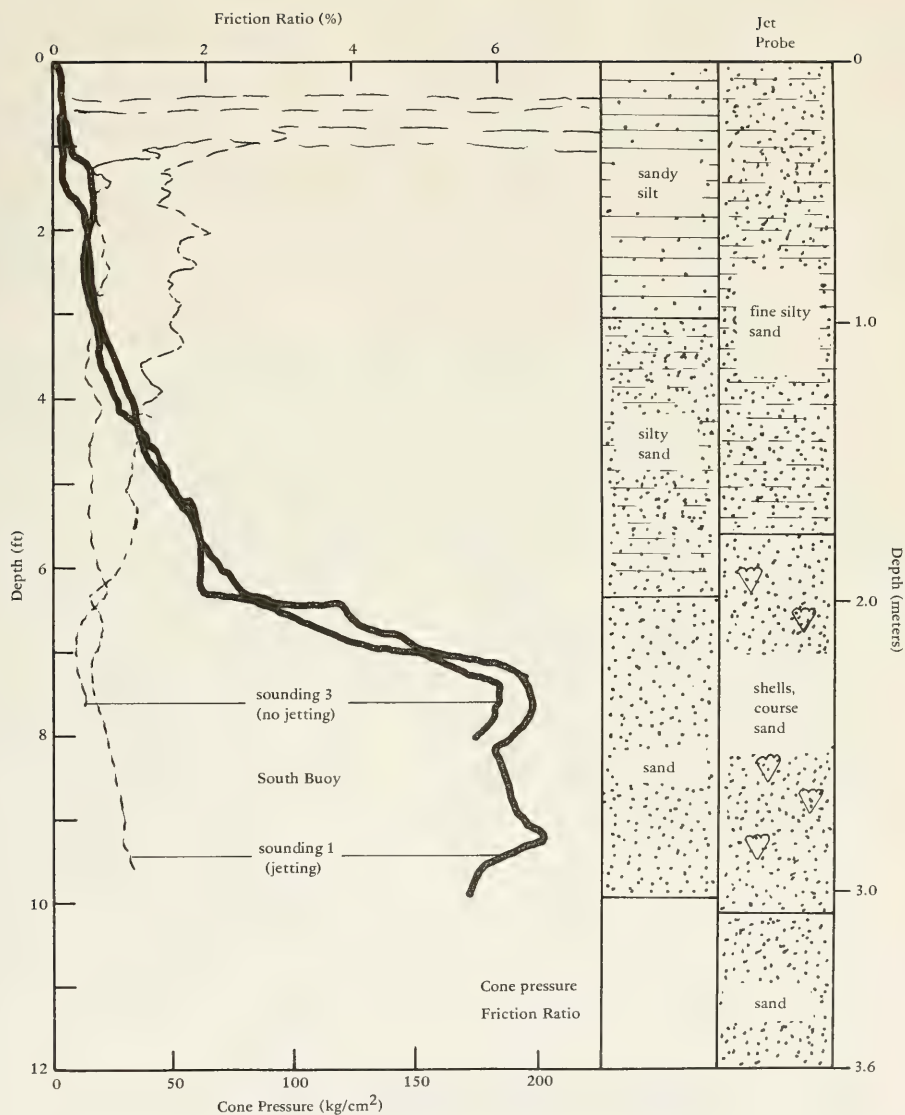 Friction Ratio (%)
0
2
4
6
Jet
Probe
0
2
4
6
8
10
12
Depth (ft)
0
1.0
2.0
3.0
3.6
Depth (meters)
sandy
silt
silty
sand
sand
fine silty
sand
shells,
course
sand
sand
sounding 3
(no jetting)
South Buoy
sounding 1
(jetting)
Cone pressure
Friction Ratio
0
50
100
150
200
Cone Pressure (kg/cm²)